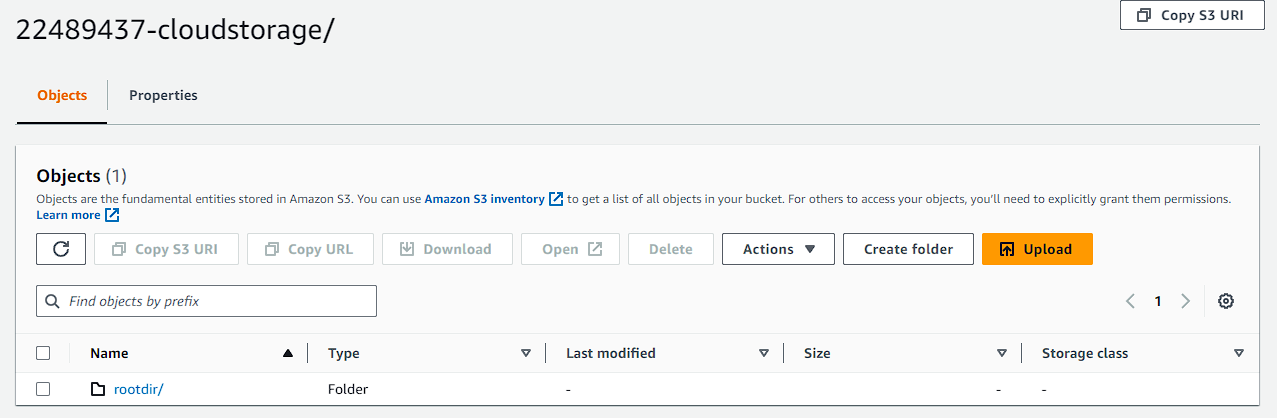 22489437-cloudstorage/
Copy S3 URI
Objects
Properties
Objects (1)
Objects are the fundamental entities stored in Amazon S3. You can use Amazon S3 inventory to get a list of all objects in your bucket. For others to access your objects, you'll need to explicitly grant them permissions.
Learn more
Copy S3 URI
Copy URL
Download
Open
Delete
Actions
Create folder
Upload
Find objects by prefix
1
Name Type Last modified Size Storage class
rootdir/ Folder - - -